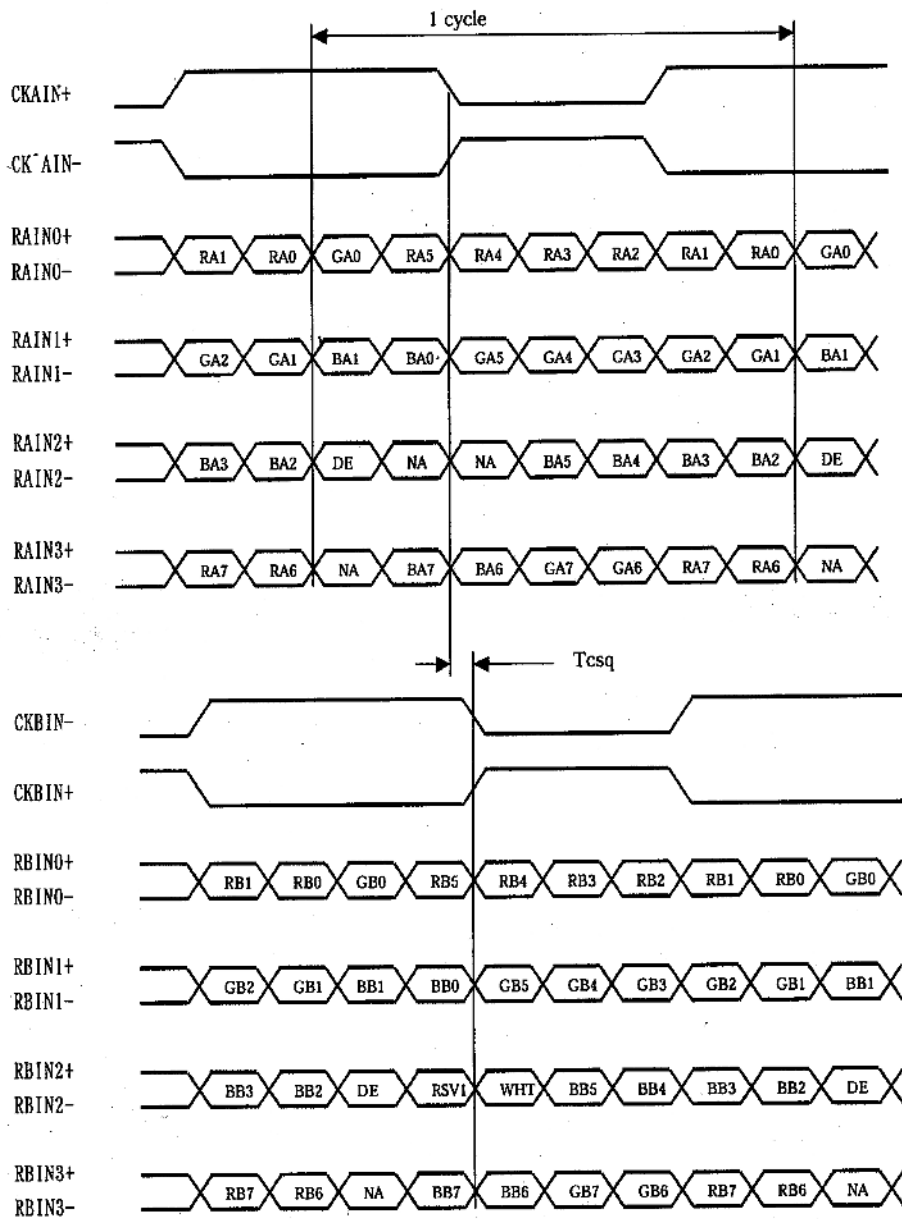 1 cycle
CKAIN+
CK¯AIN-
RAIN0+
RA1 RA0 GA0 RA5 RA4 RA3 RA2 RA1 RA0 GA0
RAIN0-
RAIN1+
GA2 GA1 BA1 BA0 GA5 GA4 GA3 GA2 GA1 BA1
RAIN1-
RAIN2+
BA3 BA2 DE NA NA BA5 BA4 BA3 BA2 DE
RAIN2-
RAIN3+
RA7 RA6 NA BA7 BA6 GA7 GA6 RA7 RA6 NA
RAIN3-
Tcsq
CKBIN-
CKBIN+
RBIN0+
RB1 RB0 GB0 RB5 RB4 RB3 RB2 RB1 RB0 GB0
RBIN0-
RBIN1+
GB2 GB1 BB1 BB0 GB5 GB4 GB3 GB2 GB1 BB1
RBIN1-
RBIN2+
BB3 BB2 DE RSV1 WHT BB5 BB4 BB3 BB2 DE
RBIN2-
RBIN3+
RB7 RB6 NA BB7 BB6 GB7 GB6 RB7 RB6 NA
RBIN3-